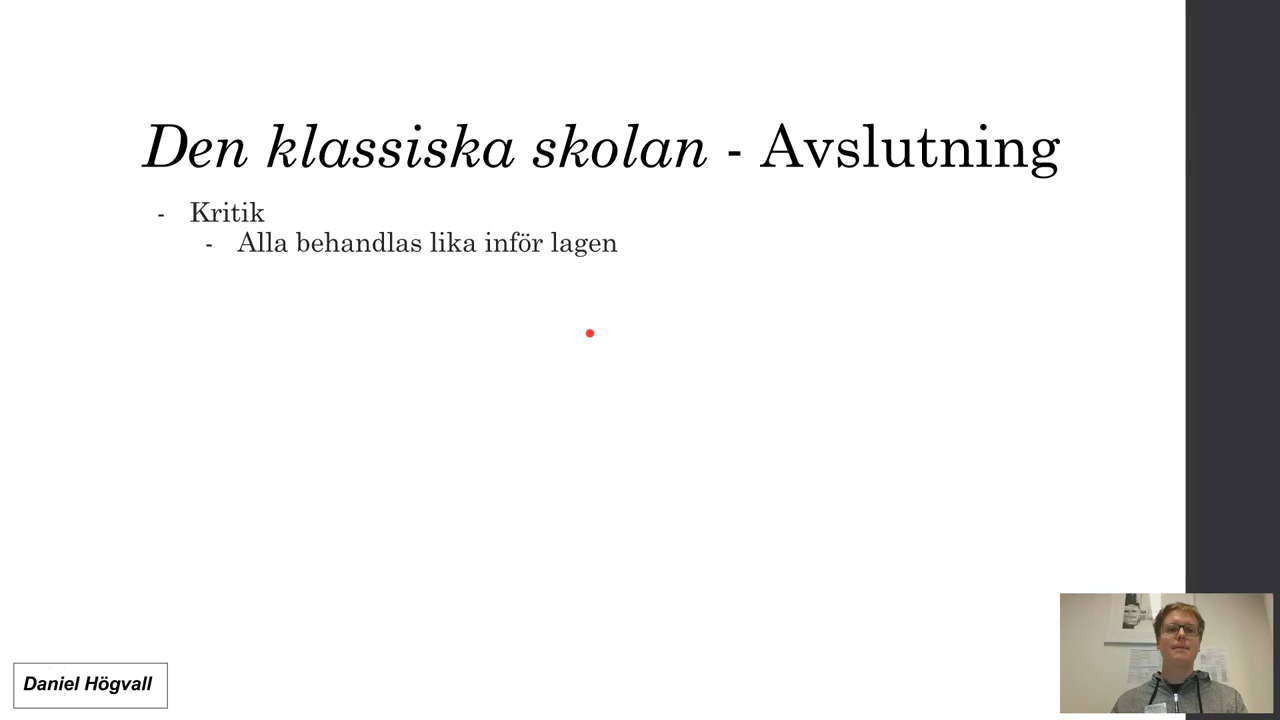 Den klassiska skolan - Avslutning
- Kritik
- Alla behandlas lika inför lagen
Daniel Högvall